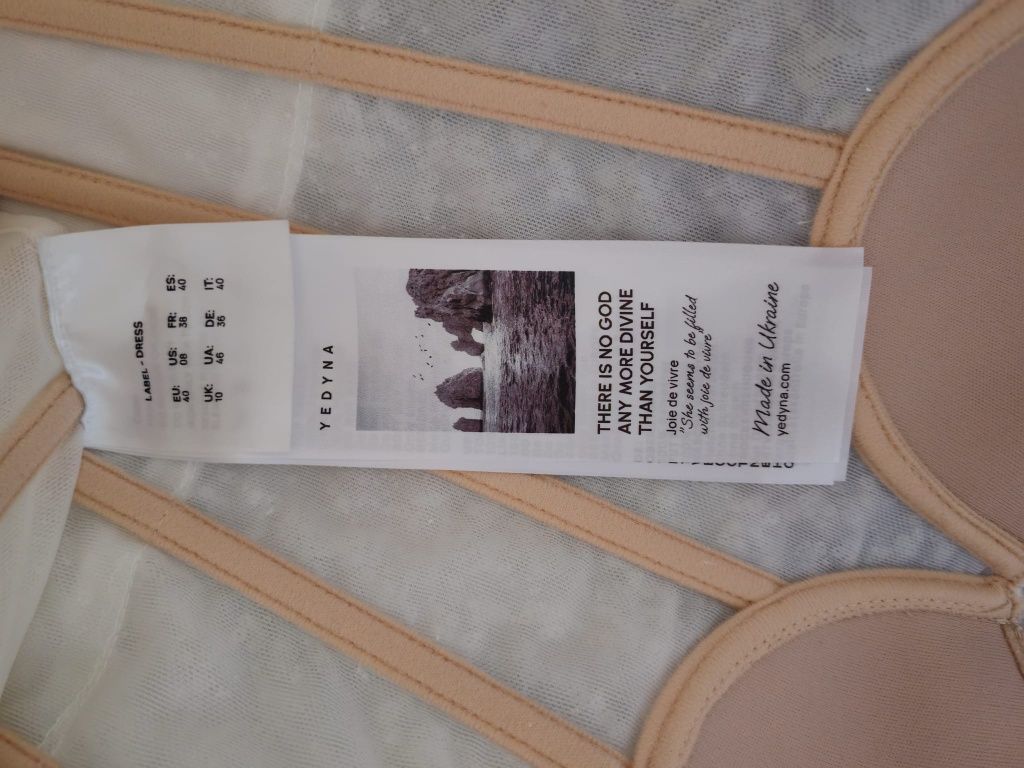 LABEL - DRESS
EU: US: FR: ES:
40 08 38 40
UK: UA: DE: IT:
10 46 36 40
YEDYNA
THERE IS NO GOD
ANY MORE DIVINE
THAN YOURSELF
Joie de vivre
"She seems to be filled
with joie de vivre"
Made in Ukraine
yedyna.com